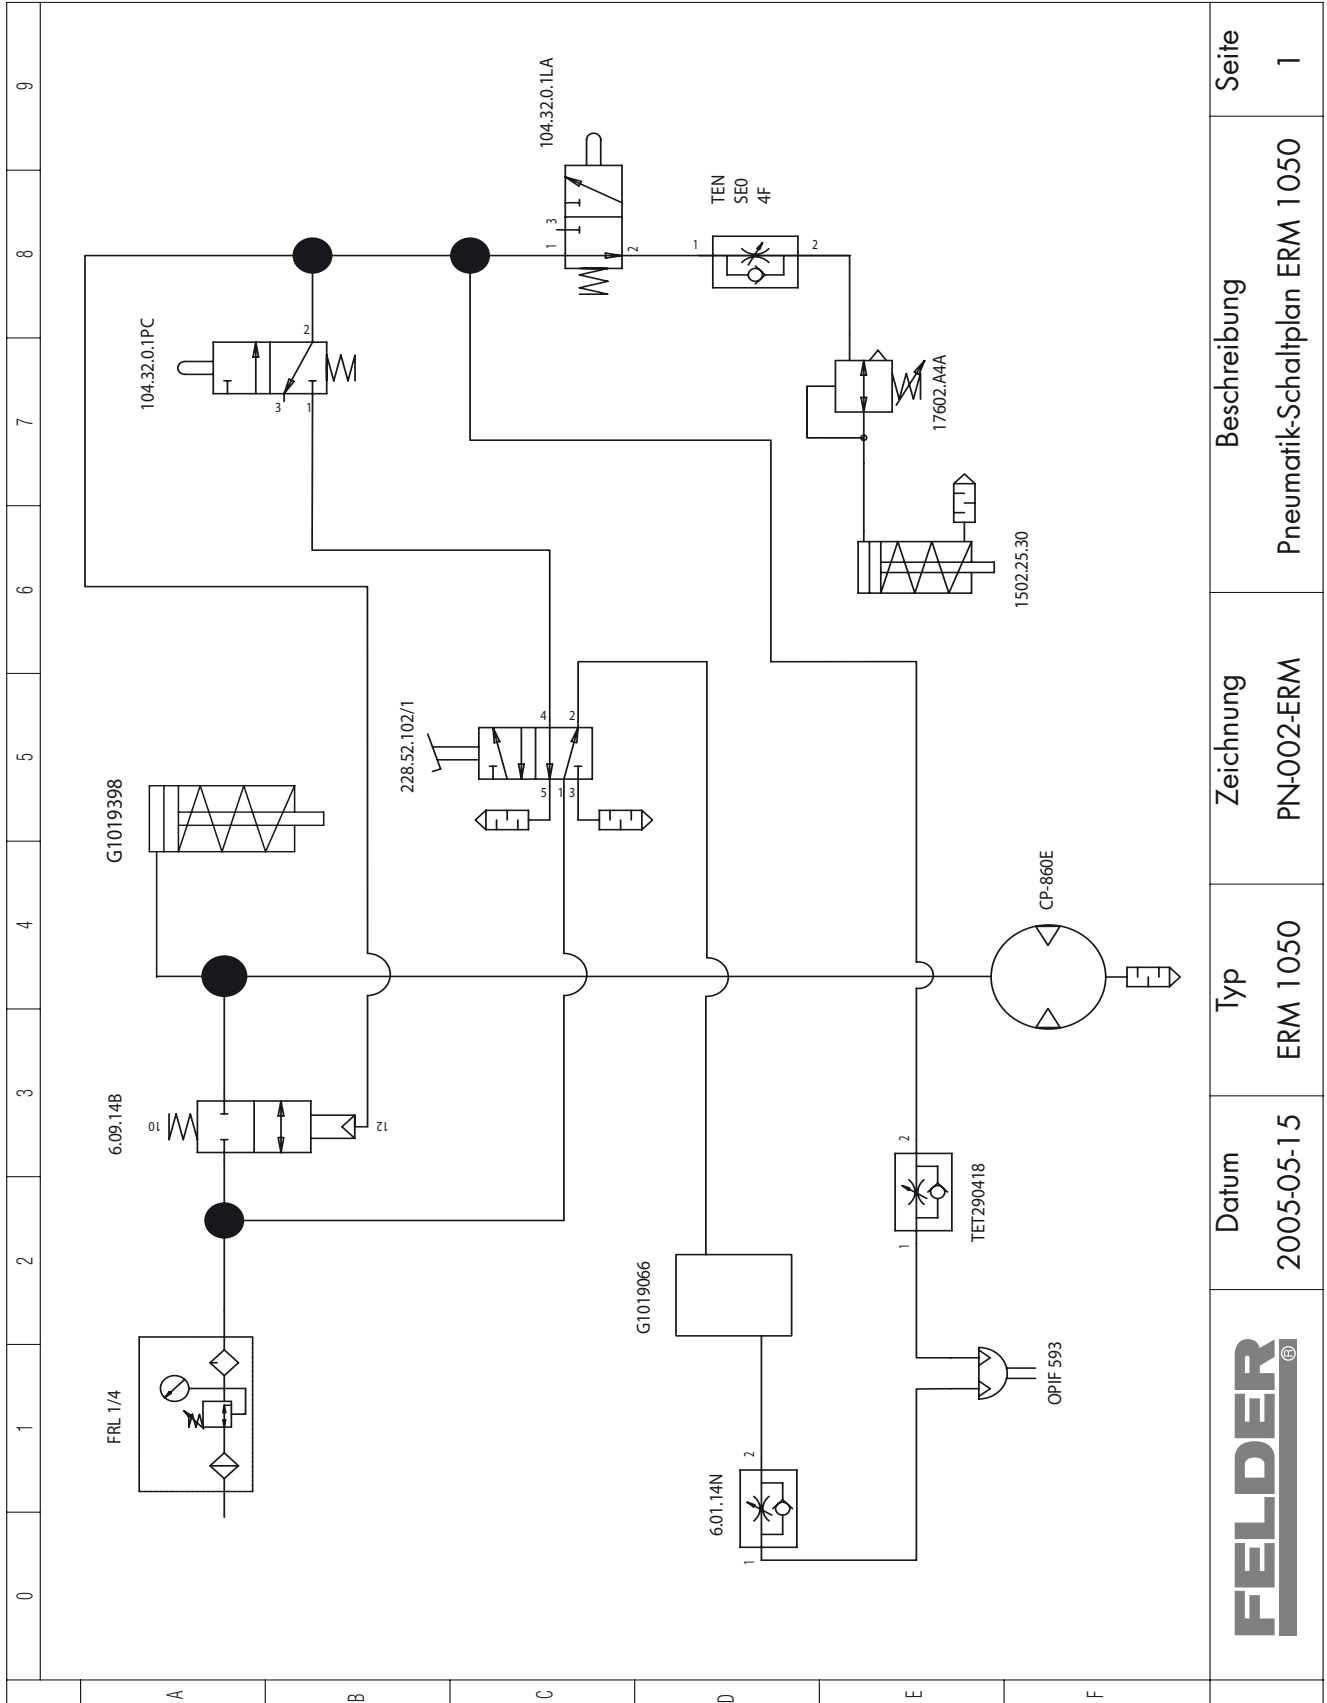 0 1 2 3 4 5 6 7 8 9
A
B
C
D
E
F
FRL 1/4
6.09.14B
10
12
G1019398
104.32.0.1PC
2
3
1
228.52.102/1
4
2
5
1
3
104.32.0.1LA
1
3
2
TEN
SE0
4F
1
2
17602.A4A
1502.25.30
G1019066
6.01.14N
1
2
TET290418
1
2
OPIF 593
CP-860E
FELDER®
Datum
2005-05-15
Typ
ERM 1050
Zeichnung
PN-002-ERM
Beschreibung
Pneumatik-Schaltplan ERM 1050
Seite
1